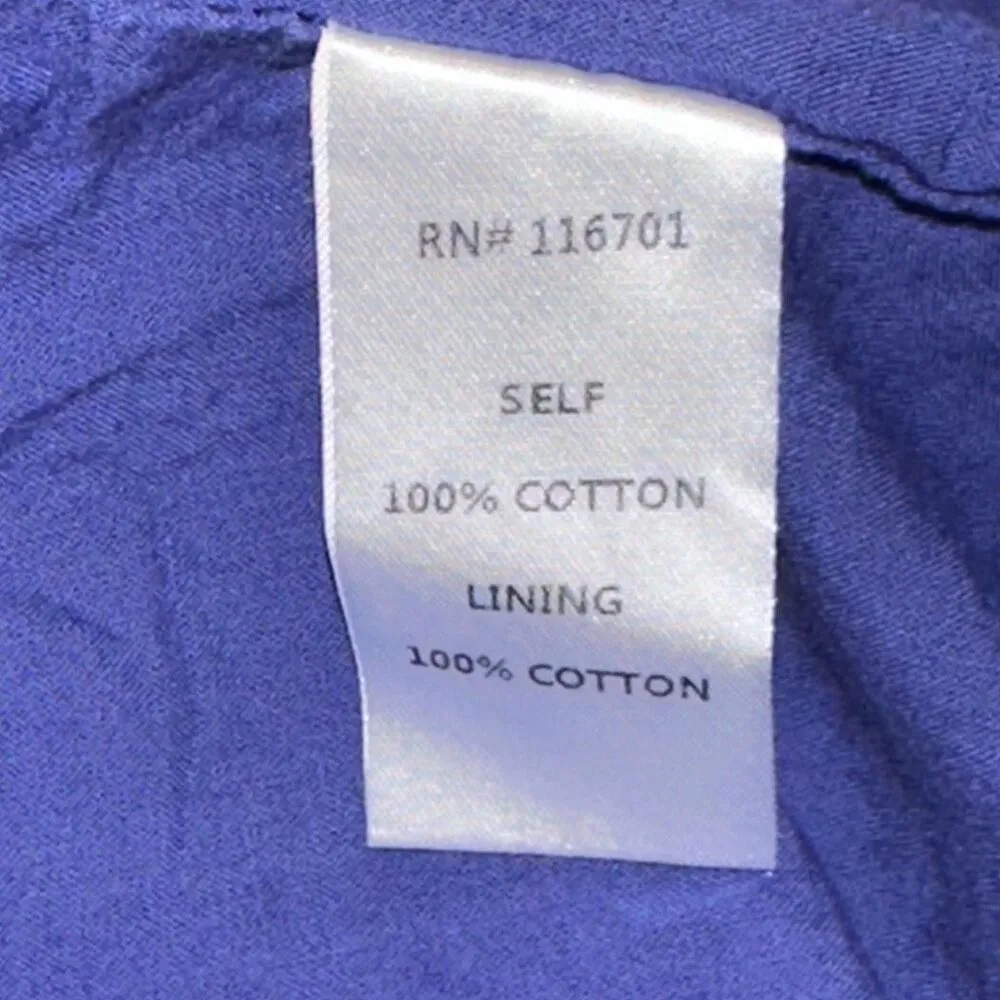 RN# 116701
SELF
100% COTTON
LINING
100% COTTON